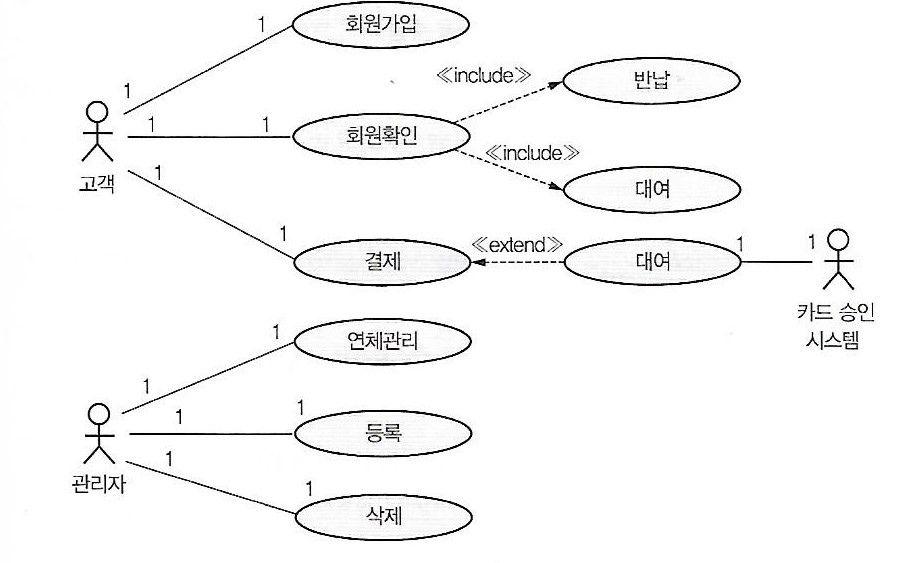 1
회원가입
1
≪include≫
반납
1
1
회원확인
고객
≪include≫
대여
1
1
결제
≪extend≫
대여
1
1
카드 승인
시스템
1
연체관리
1
1
1
등록
관리자
1
1
삭제